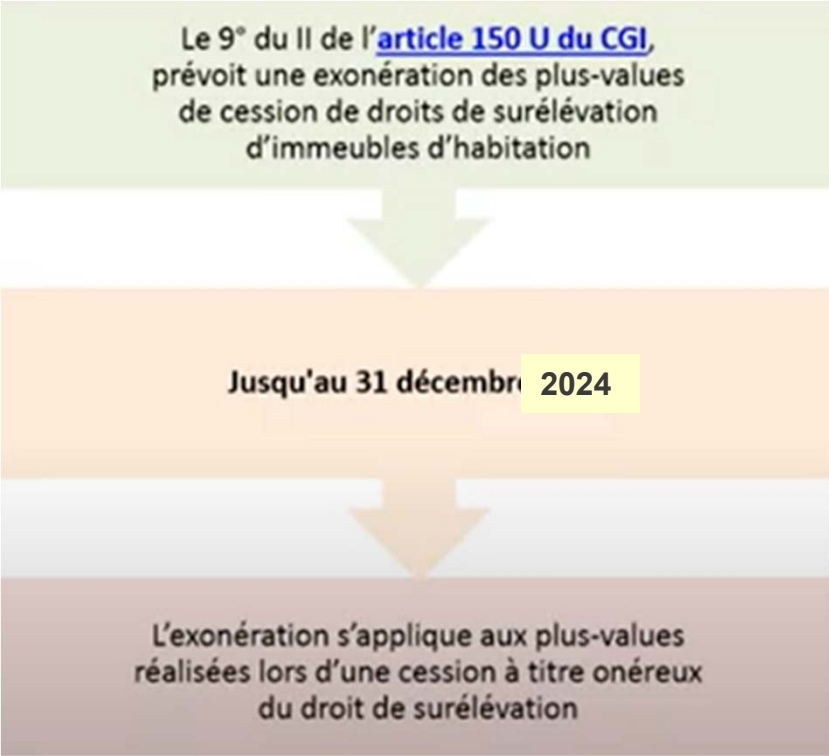 Le 9° du II de l’article 150 U du CGI,
prévoit une exonération des plus-values
de cession de droits de surélévation
d’immeubles d’habitation
Jusqu'au 31 décembre 2024
L’exonération s’applique aux plus-values
réalisées lors d’une cession à titre onéreux
du droit de surélévation